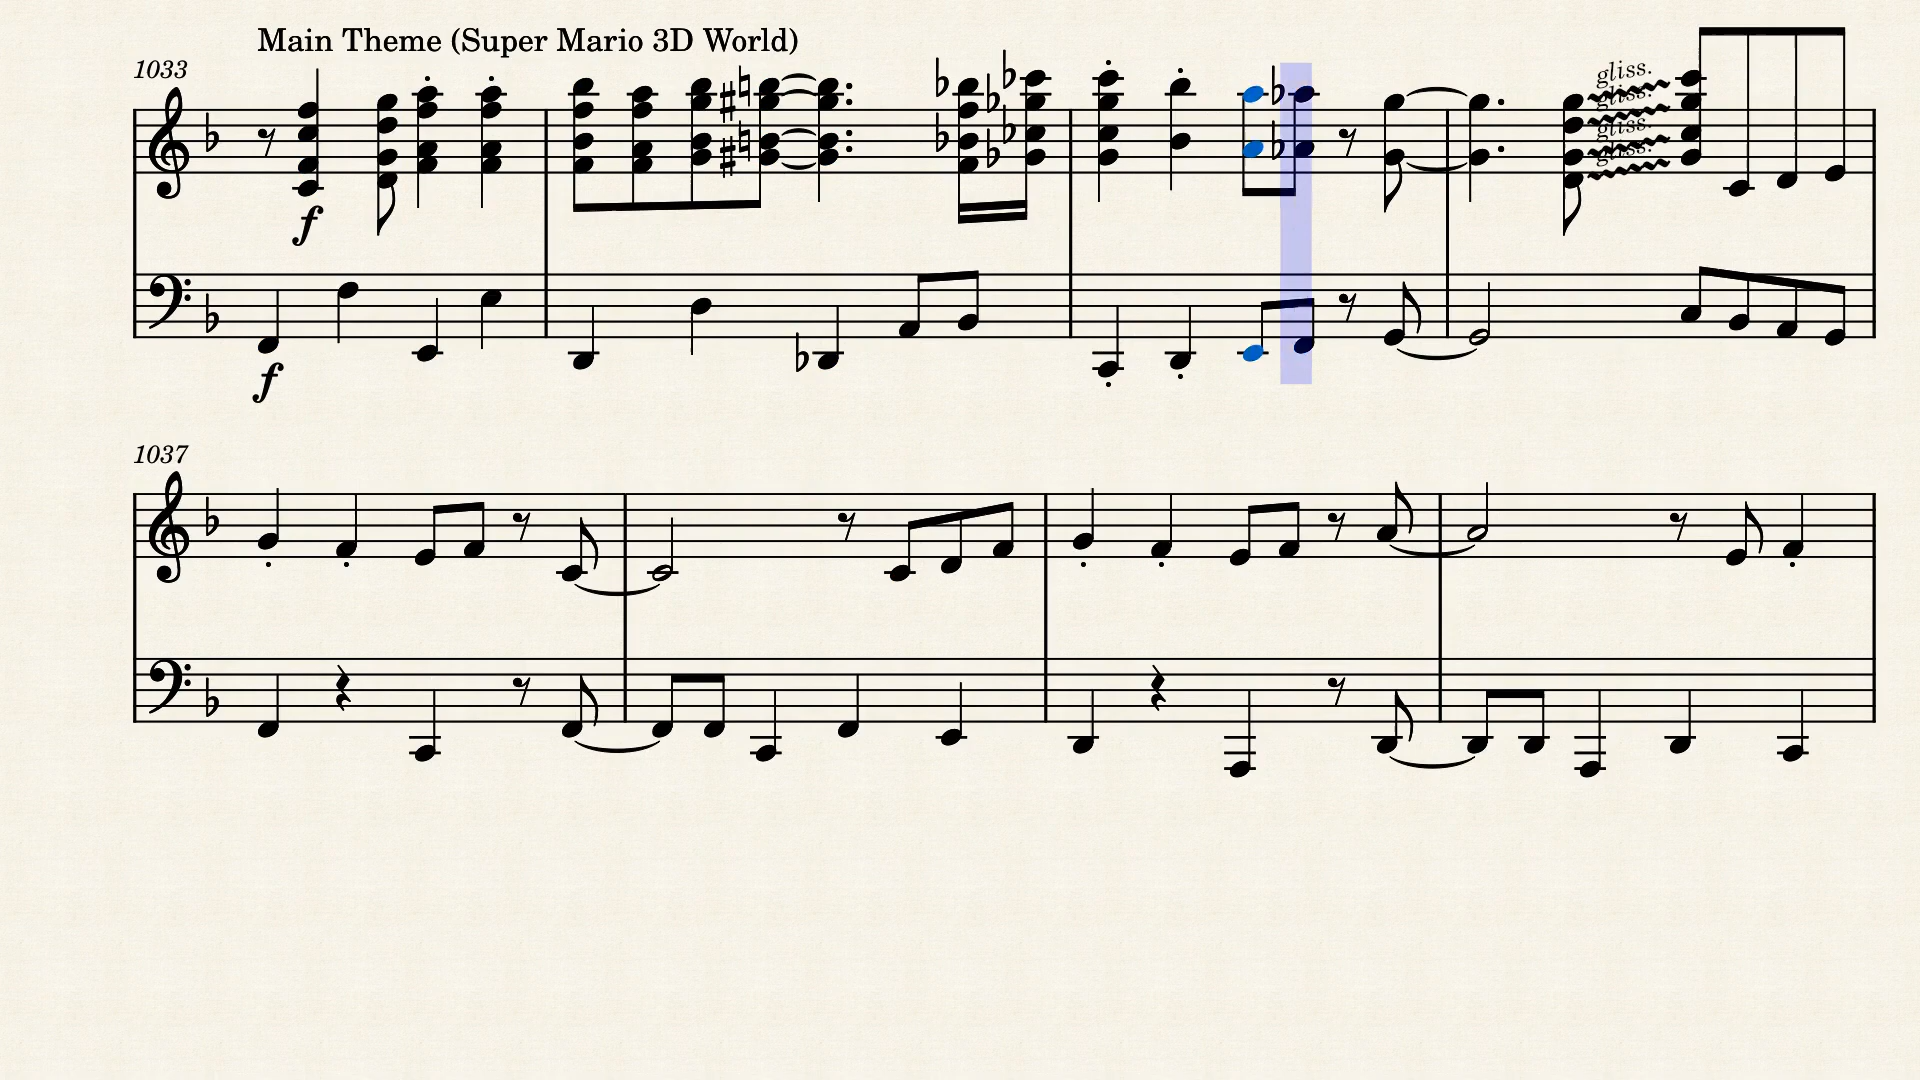 Main Theme (Super Mario 3D World)
1033
gliss.
gliss.
gliss.
gliss.
f
f
1037